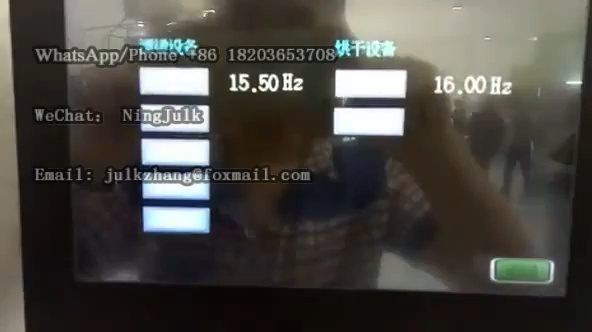 WhatsApp/Phone +86 18203653708
烘干设备
15.50 Hz
16.00 Hz
WeChat: NingJulk
Email: julkzhang@foxmail.com